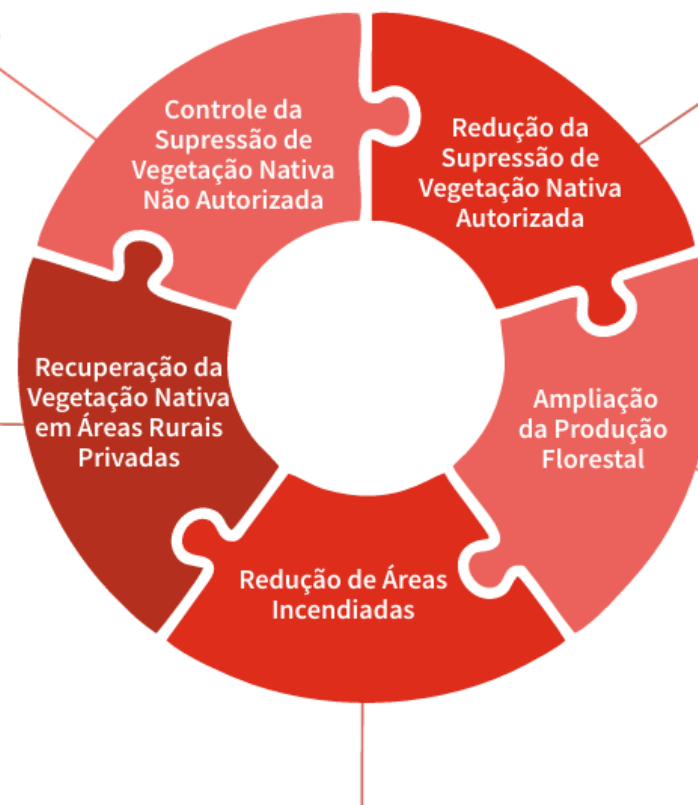 Controle da
Supressão de
Vegetação Nativa
Não Autorizada
Redução da
Supressão de
Vegetação Nativa
Autorizada
Ampliação
da Produção
Florestal
Redução de Áreas
Incendiadas
Recuperação da
Vegetação Nativa
em Áreas Rurais
Privadas